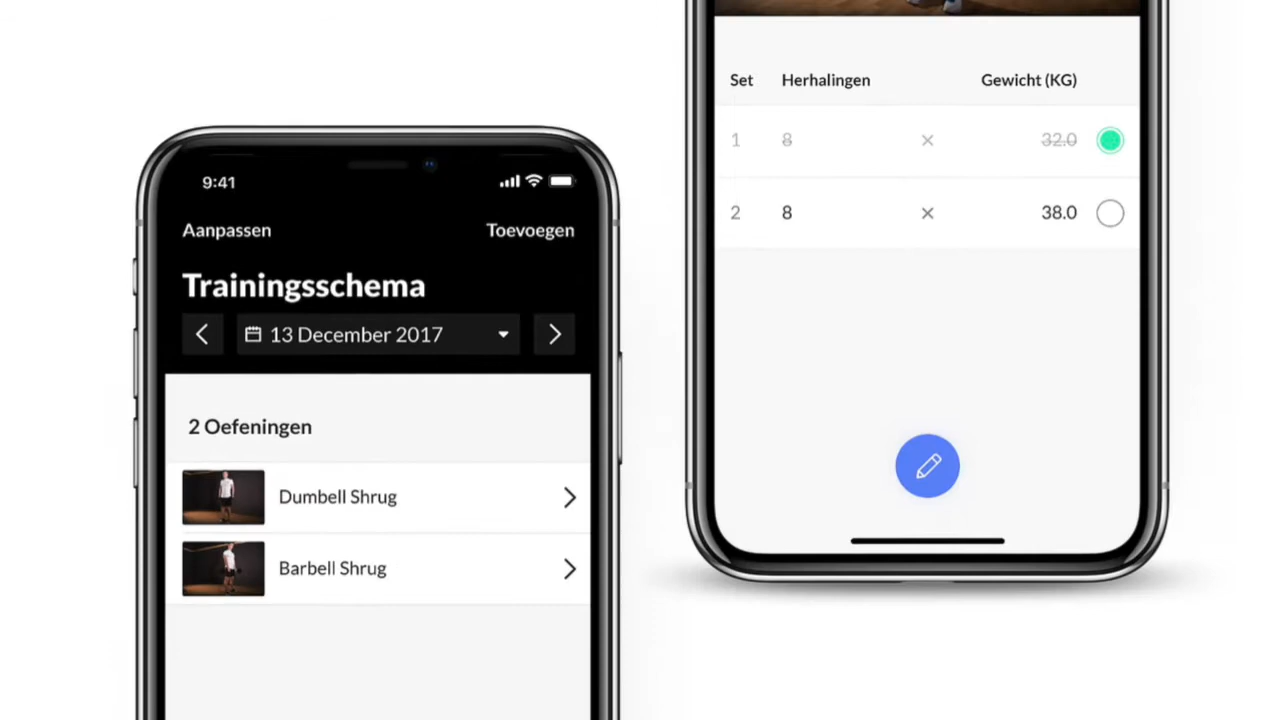 9:41
Aanpassen Toevoegen
Trainingsschema
13 December 2017
2 Oefeningen
Dumbell Shrug
Barbell Shrug
Set Herhalingen Gewicht (KG)
1 8 × 32.0
2 8 × 38.0